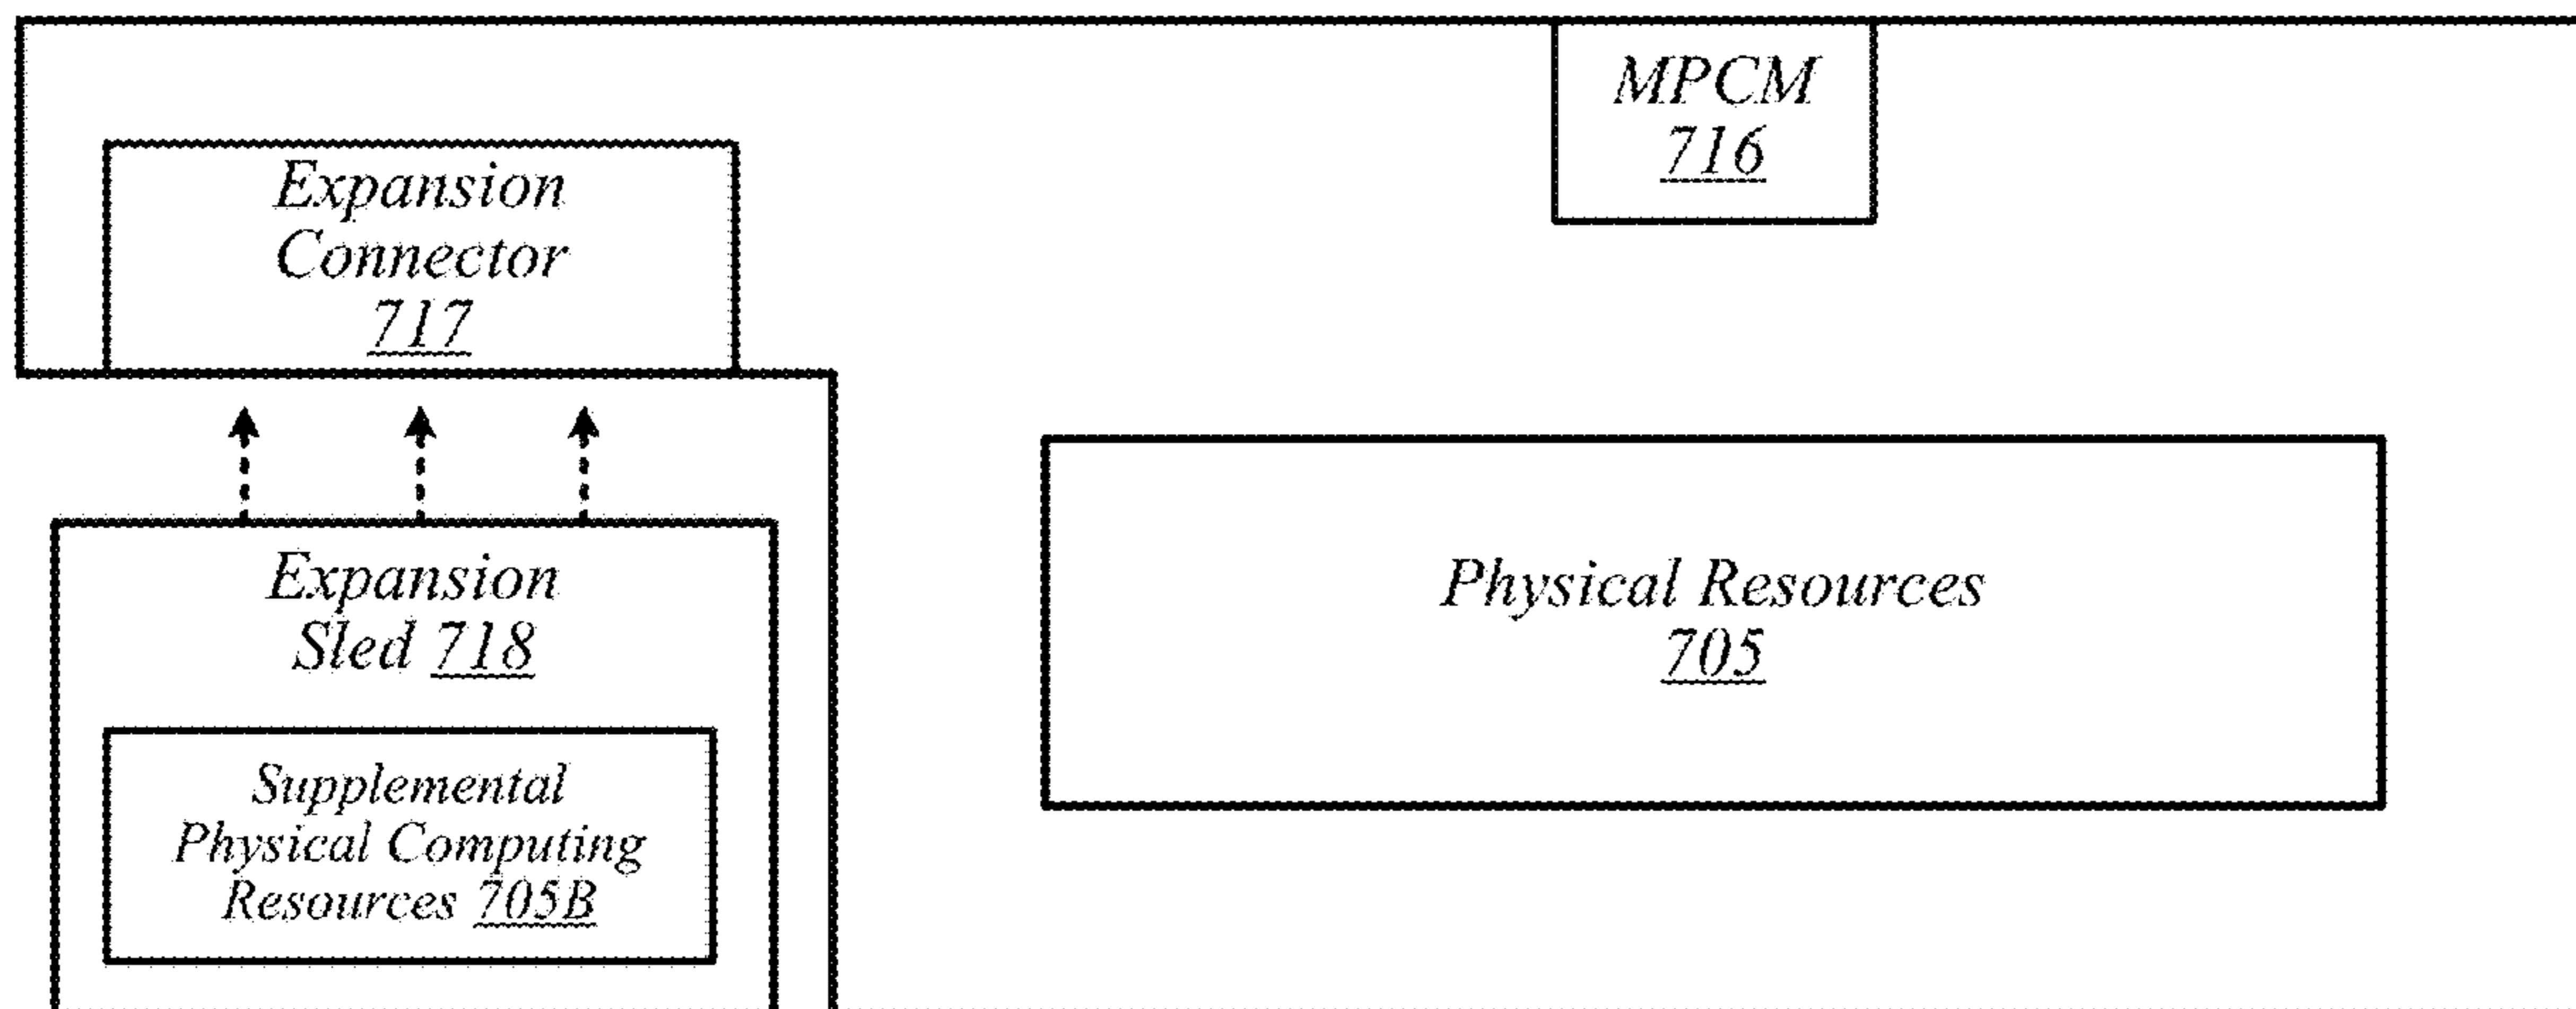 MPCM
716
Expansion
Connector
717
Expansion
Sled 718
Physical Resources
705
Supplemental
Physical Computing
Resources 705B